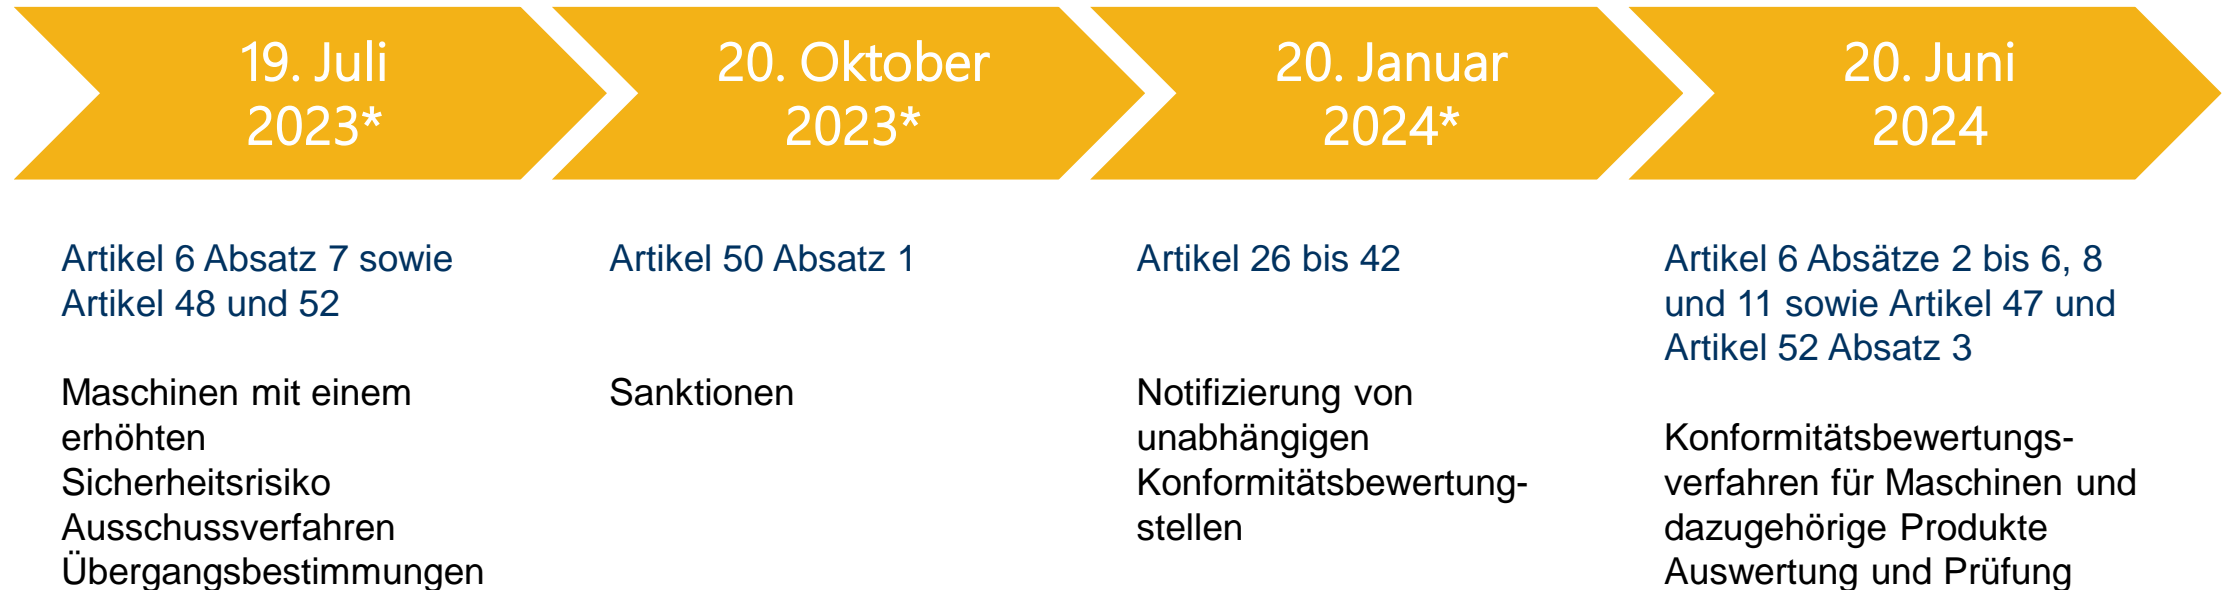 19. Juli
2023*
20. Oktober
2023*
20. Januar
2024*
20. Juni
2024
Artikel 6 Absatz 7 sowie
Artikel 48 und 52
Maschinen mit einem
erhöhten
Sicherheitsrisiko
Ausschussverfahren
Übergangsbestimmungen
Artikel 50 Absatz 1
Sanktionen
Artikel 26 bis 42
Notifizierung von
unabhängigen
Konformitätsbewertung-
stellen
Artikel 6 Absätze 2 bis 6, 8
und 11 sowie Artikel 47 und
Artikel 52 Absatz 3
Konformitätsbewertungs-
verfahren für Maschinen und
dazugehörige Produkte
Auswertung und Prüfung